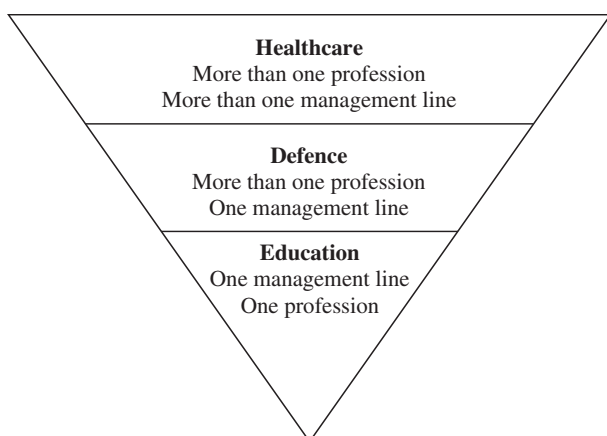 Healthcare
More than one profession
More than one management line
Defence
More than one profession
One management line
Education
One management line
One profession